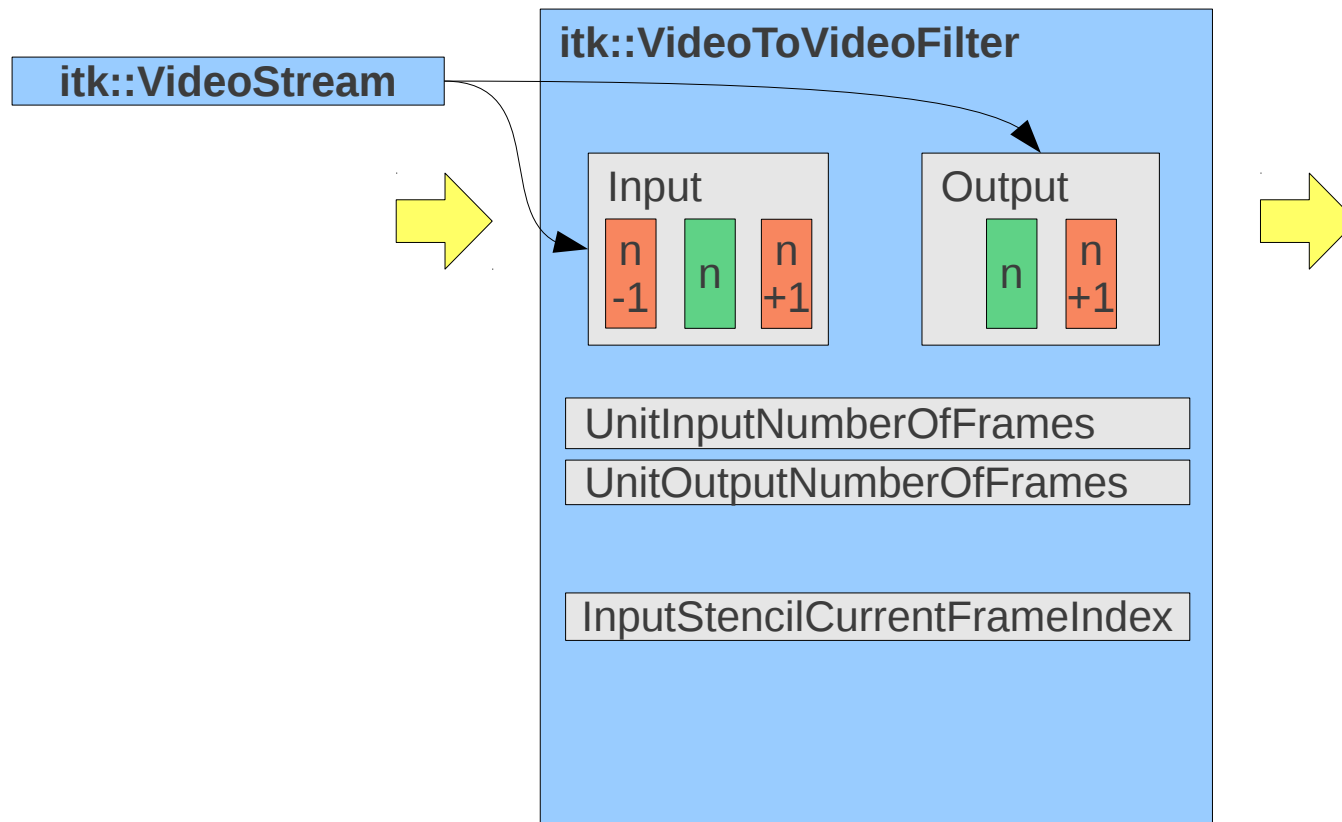 itk::VideoToVideoFilter
itk::VideoStream
Input
Output
n
-1
n
n
+1
n
n
+1
UnitInputNumberOfFrames
UnitOutputNumberOfFrames
InputStencilCurrentFrameIndex